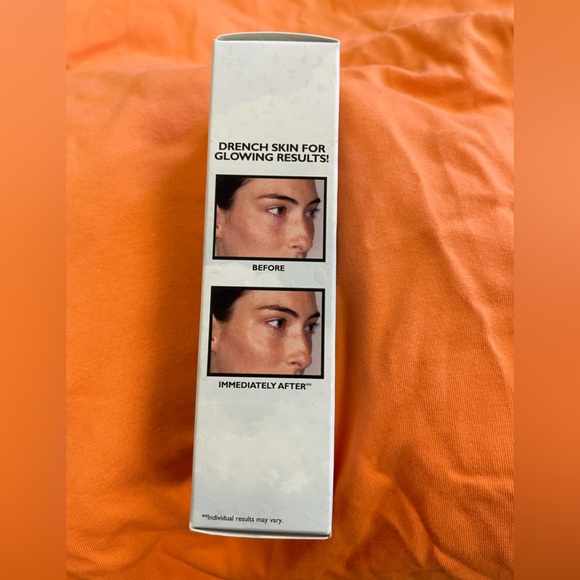 DRENCH SKIN FOR
GLOWING RESULTS!
BEFORE
IMMEDIATELY AFTER**
**Individual results may vary.